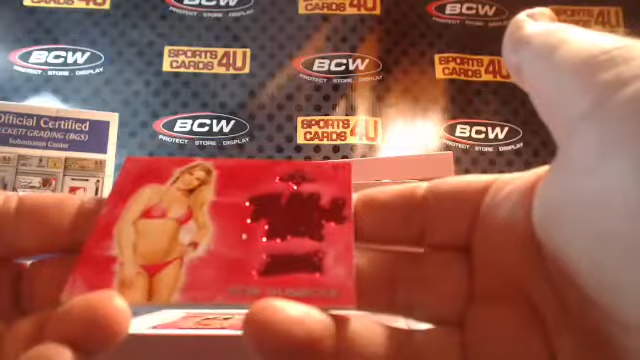 PROTECT . STORE . DISPLAY
CARDS 4U
BCW
SPORTS
CARDS 4U
BCW
PROTECT . STORE . DISPLAY
SPORTS
CARDS 4U
BCW
PROTECT . STORE . DISPLAY
SPORTS
CARDS 4U
Official Certified
BECKETT GRADING (BGS)
Submission Center
BCW
PROTECT . STORE . DISPLAY
SPORTS
CARDS 4U
BCW
PROTECT . STORE . DISPLAY